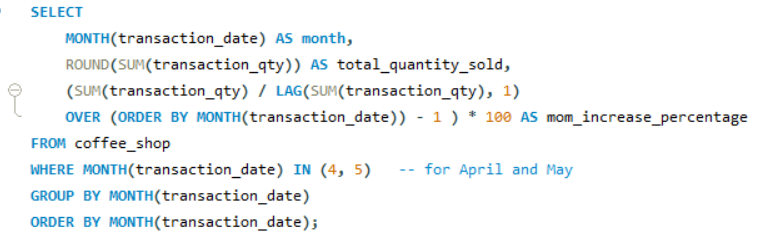 SELECT
MONTH(transaction_date) AS month,
ROUND(SUM(transaction_qty)) AS total_quantity_sold,
(SUM(transaction_qty) / LAG(SUM(transaction_qty), 1)
OVER (ORDER BY MONTH(transaction_date)) - 1 ) * 100 AS mom_increase_percentage
FROM coffee_shop
WHERE MONTH(transaction_date) IN (4, 5)   -- for April and May
GROUP BY MONTH(transaction_date)
ORDER BY MONTH(transaction_date);